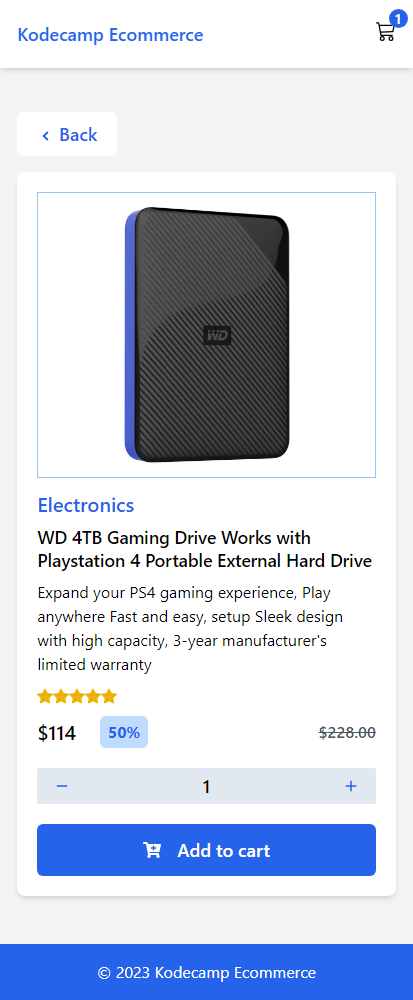 Kodecamp Ecommerce
1
Back
WD
Electronics
WD 4TB Gaming Drive Works with
Playstation 4 Portable External Hard Drive
Expand your PS4 gaming experience, Play
anywhere Fast and easy, setup Sleek design
with high capacity, 3-year manufacturer's
limited warranty
$114 50% $228.00
− 1 +
Add to cart
© 2023 Kodecamp Ecommerce